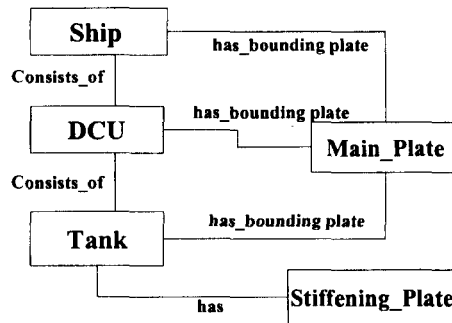 Ship
has_bounding plate
Consists_of
has_bounding plate
DCU
Main_Plate
Consists_of
has_bounding plate
Tank
Stiffening_Plate
has